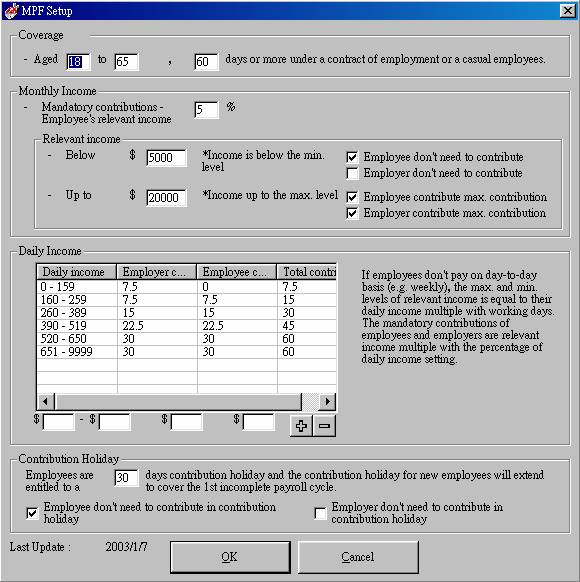 MPF Setup
Coverage
- Aged 18 to 65 , 60 days or more under a contract of employment or a casual employees.
Monthly Income
- Mandatory contributions - 5 %
Employee's relevant income
Relevant income
- Below $ 5000 *Income is below the min.
level
Employee don't need to contribute
Employer don't need to contribute
- Up to $ 20000 *Income up to the max. level
Employee contribute max. contribution
Employer contribute max. contribution
Daily Income
Daily income Employer c... Employee c... Total contri
0 - 159 7.5 0 7.5
160 - 259 7.5 7.5 15
260 - 389 15 15 30
390 - 519 22.5 22.5 45
520 - 650 30 30 60
651 - 9999 30 30 60
$ - $ $ $
If employees don't pay on day-to-day
basis (e.g. weekly), the max. and min.
levels of relevant income is equal to their
daily income multiple with working days.
The mandatory contributions of
employees and employers are relevant
income multiple with the percentage of
daily income setting.
Contribution Holiday
Employees are
entitled to a
30
days contribution holiday and the contribution holiday for new employees will extend
to cover the 1st incomplete payroll cycle.
Employee don't need to contribute in contribution
holiday
Employer don't need to contribute in
contribution holiday
Last Update : 2003/1/7
OK
Cancel